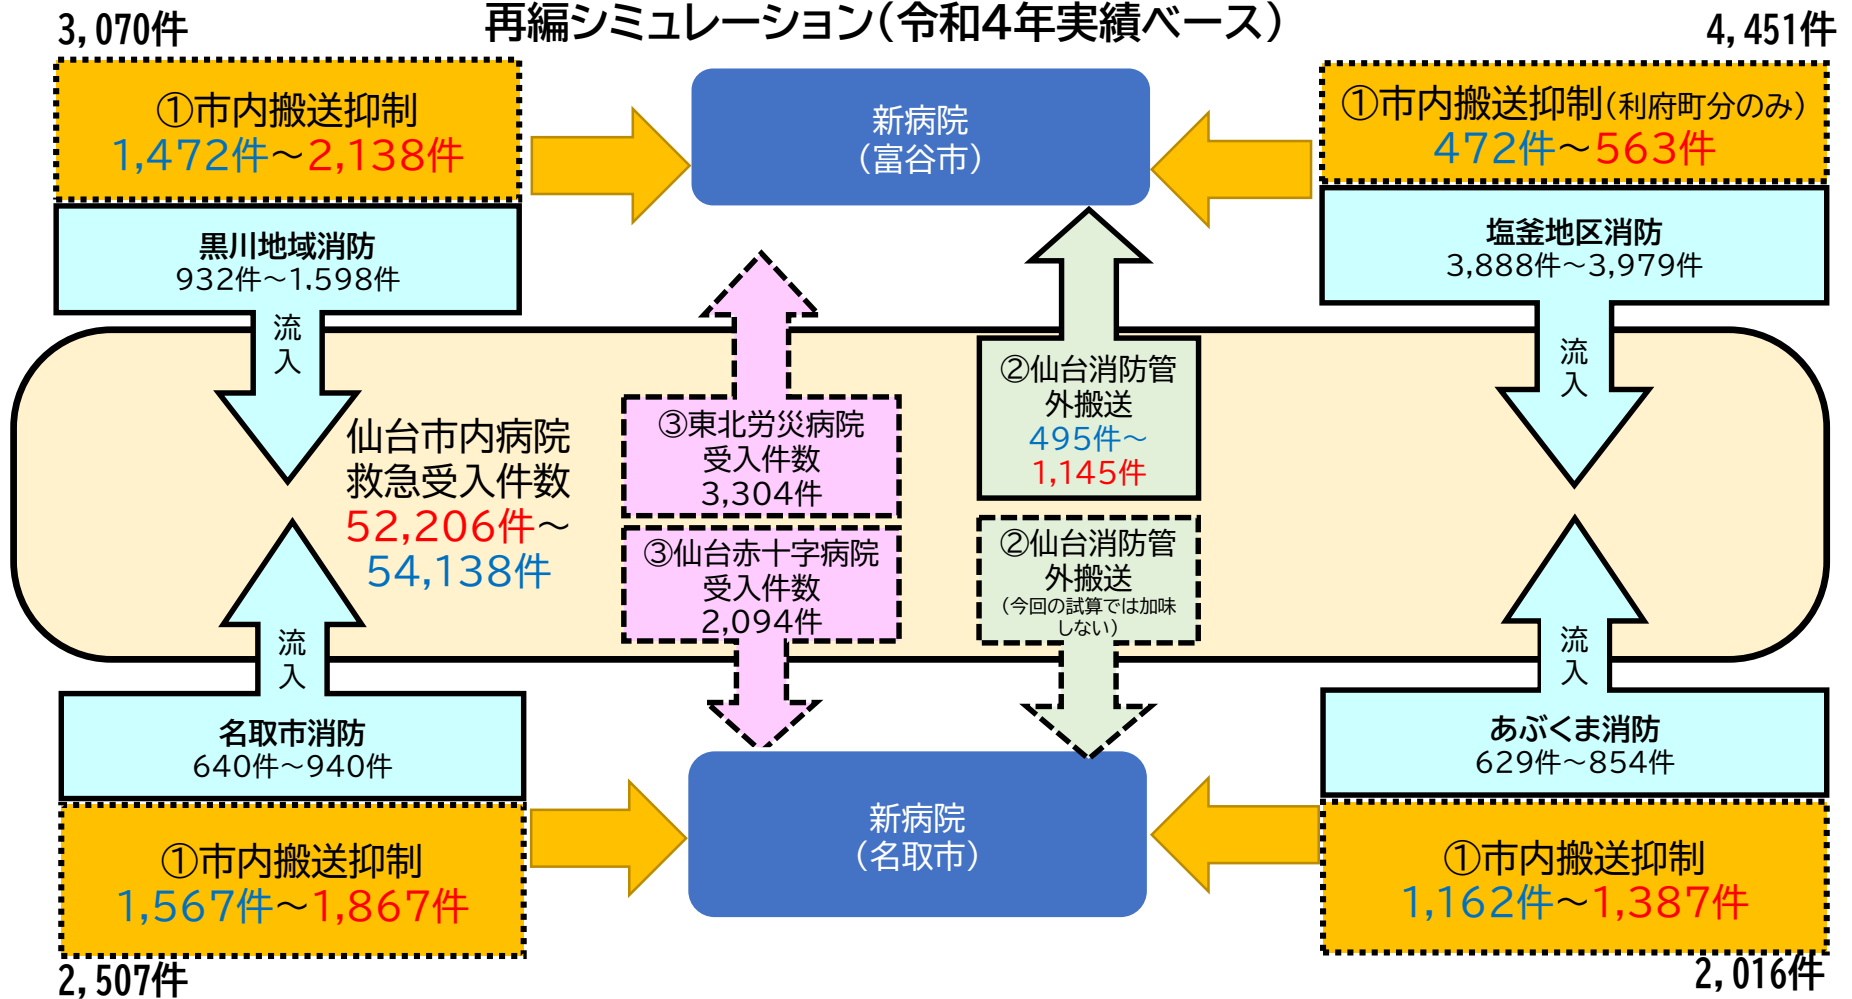 再編シミュレーション(令和4年実績ベース)
3,070件
①市内搬送抑制
1,472件~2,138件
黒川地域消防
932件~1,598件
流
入
新病院
(富谷市)
4,451件
①市内搬送抑制(利府町分のみ)
472件~563件
塩釜地区消防
3,888件~3,979件
流
入
仙台市内病院
救急受入件数
52,206件~
54,138件
③東北労災病院
受入件数
3,304件
③仙台赤十字病院
受入件数
2,094件
②仙台消防管
外搬送
495件~
1,145件
②仙台消防管
外搬送
(今回の試算では加味
しない)
流
入
名取市消防
640件~940件
①市内搬送抑制
1,567件~1,867件
2,507件
新病院
(名取市)
流
入
あぶくま消防
629件~854件
①市内搬送抑制
1,162件~1,387件
2,016件